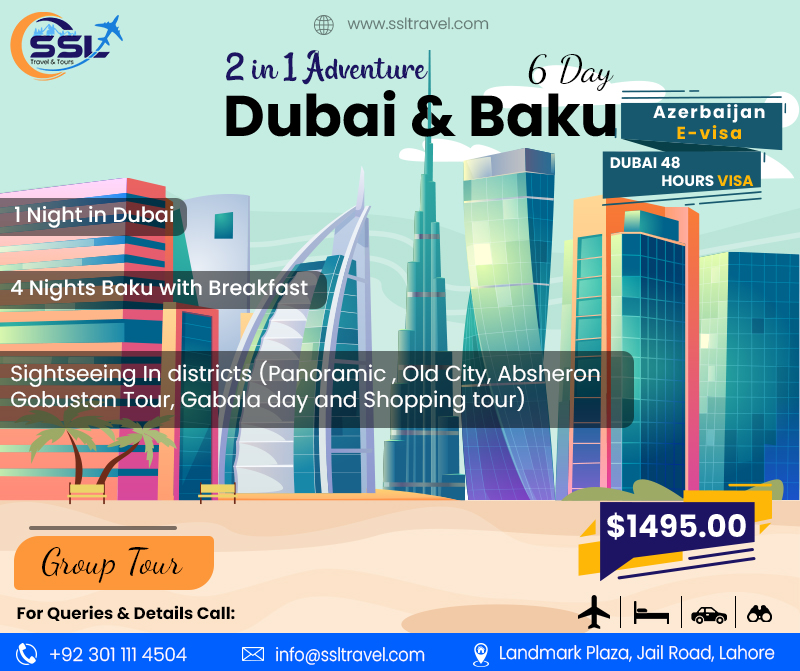 www.ssltravel.com
SSL
Travel & Tours
2 in 1 Adventure
6 Day
Dubai & Baku
Azerbaijan
E-visa
DUBAI 48
HOURS VISA
1 Night in Dubai
4 Nights Baku with Breakfast
Sightseeing In districts (Panoramic , Old City, Absheron
Gobustan Tour, Gabala day and Shopping tour)
$1495.00
Group Tour
For Queries & Details Call:
+92 301 111 4504
info@ssltravel.com
Landmark Plaza, Jail Road, Lahore